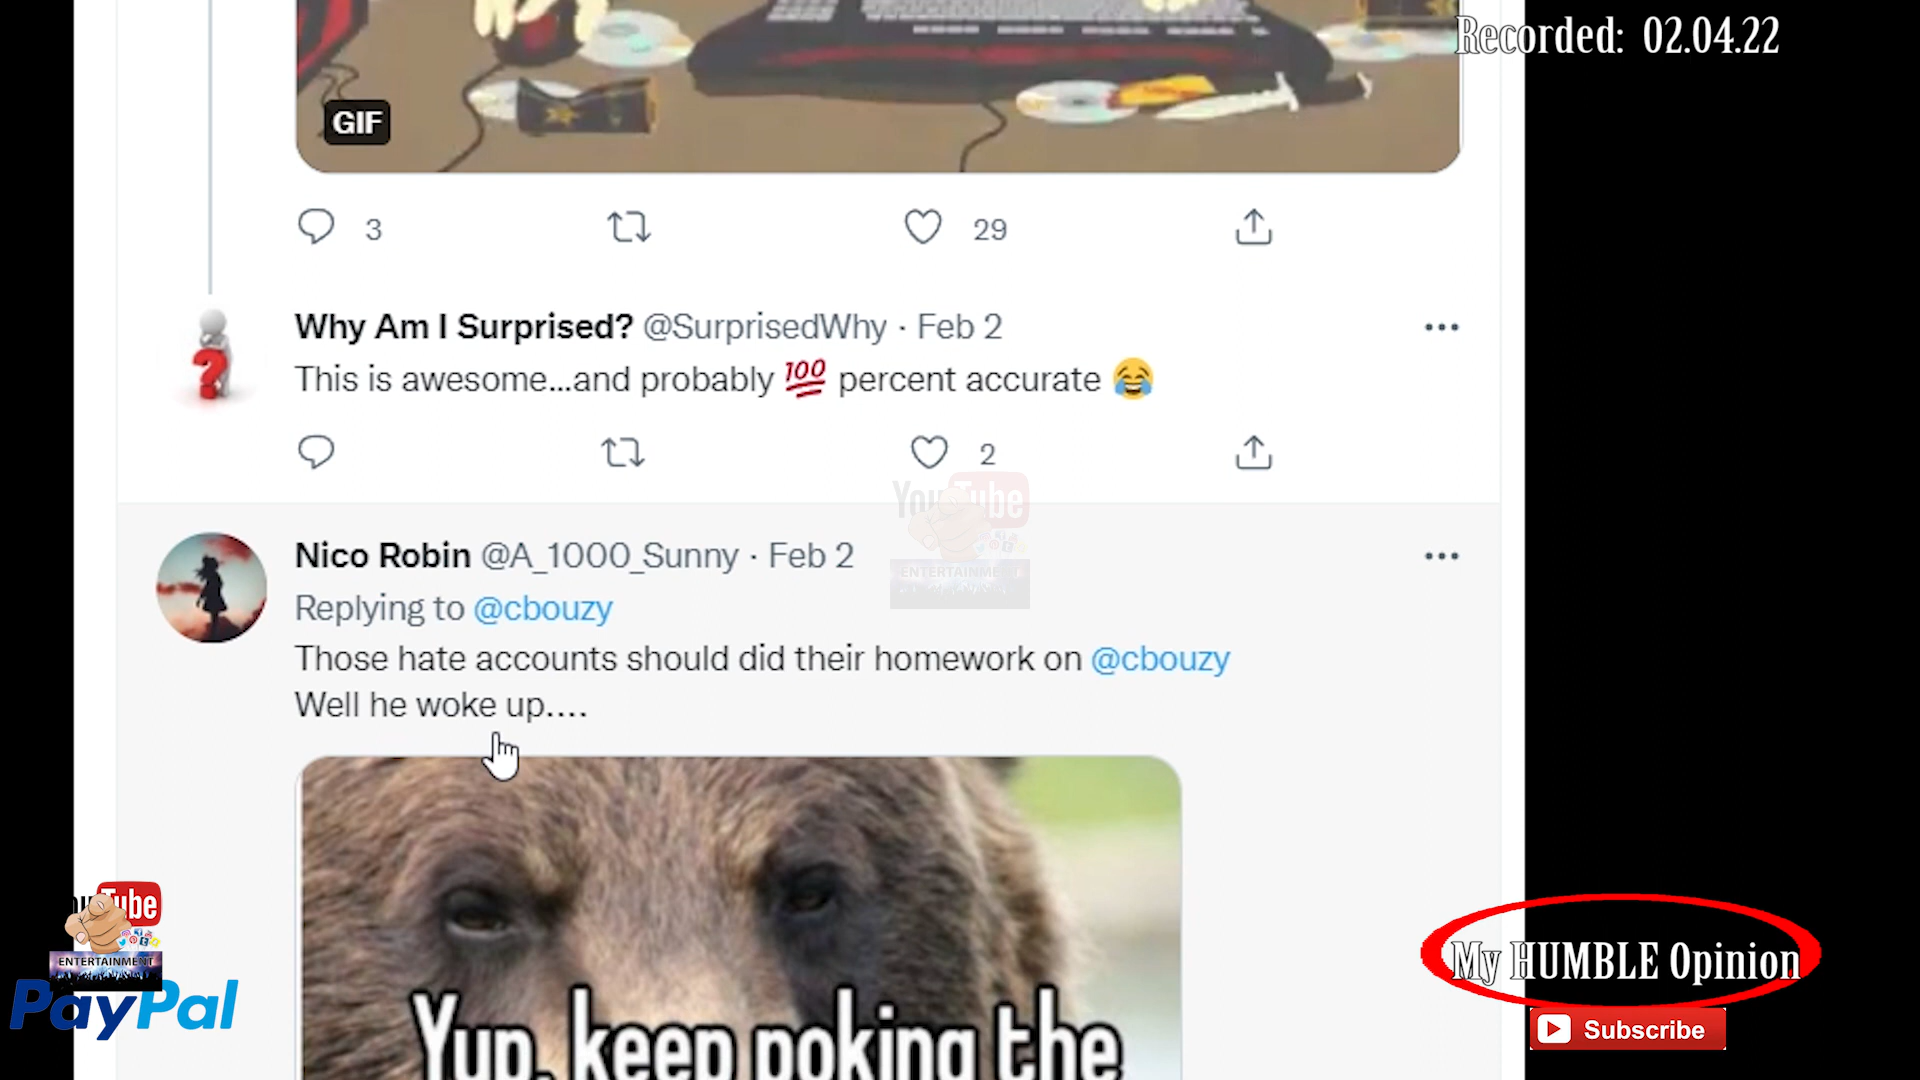 Recorded: 02.04.22
GIF
3
29
Why Am I Surprised? @SurprisedWhy · Feb 2
This is awesome...and probably 💯 percent accurate 😂
2
YouTube
ENTERTAINMENT
Nico Robin @A_1000_Sunny · Feb 2
Replying to @cbouzy
Those hate accounts should did their homework on @cbouzy
Well he woke up....
Yup, keep poking the
ube
ENTERTAINMENT
PayPal
My HUMBLE Opinion
Subscribe